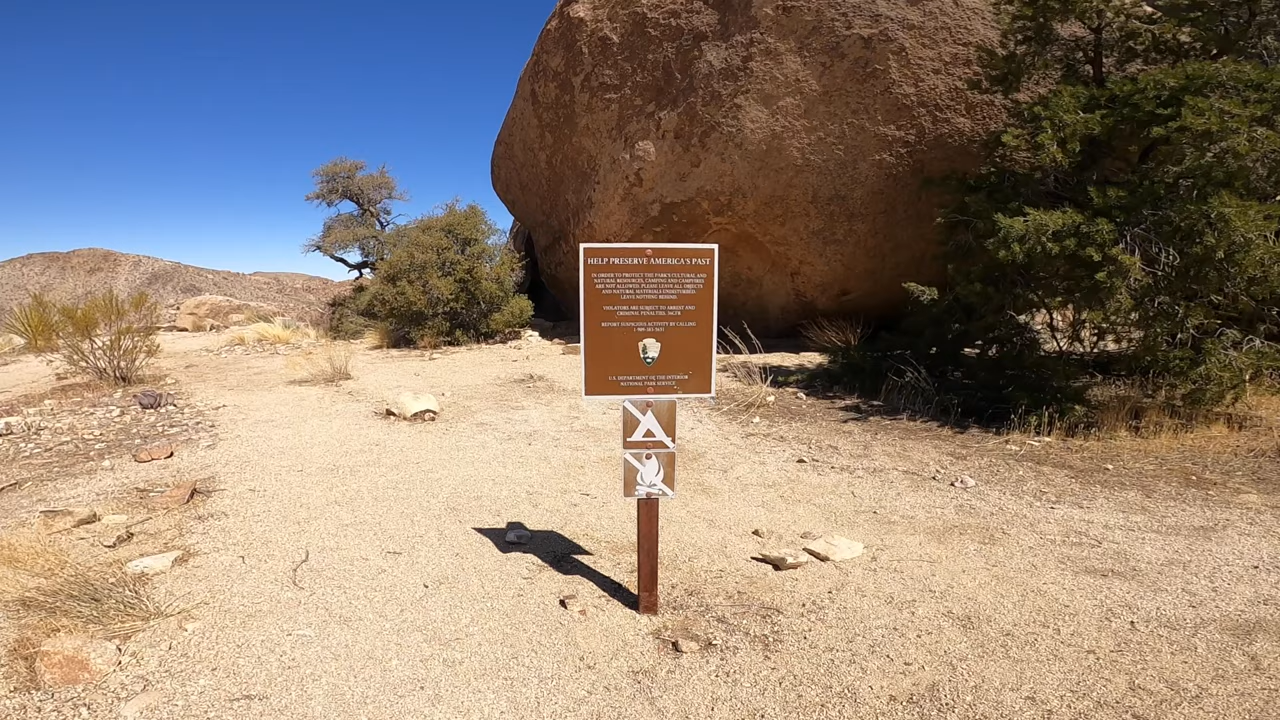 HELP PRESERVE AMERICA'S PAST
IN ORDER TO PROTECT THE PARK'S CULTURAL AND
NATURAL RESOURCES, CAMPING AND CAMPFIRES
ARE NOT ALLOWED. PLEASE LEAVE ALL OBJECTS
AND NATURAL MATERIALS UNDISTURBED.
LEAVE NOTHING BEHIND.
VIOLATORS ARE SUBJECT TO ARREST AND
CRIMINAL PENALTIES, 36CFR
REPORT SUSPICIOUS ACTIVITY BY CALLING
U.S. DEPARTMENT OF THE INTERIOR
NATIONAL PARK SERVICE